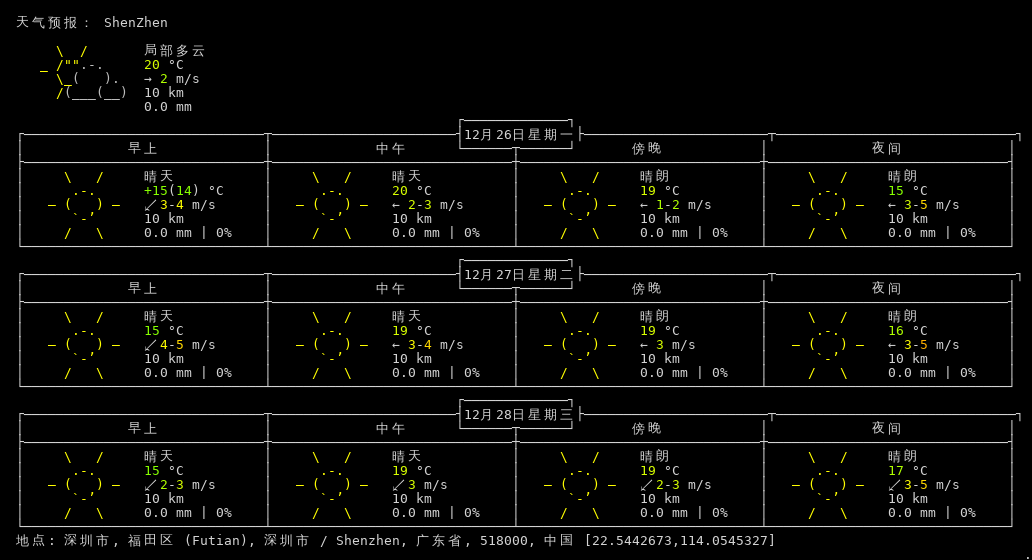 天气预报： ShenZhen
局部多云
20 °C
→ 2 m/s
10 km
0.0 mm
12月26日星期一
早上 中午 傍晚 夜间
晴天 晴天 晴朗 晴朗
+15(14) °C 20 °C 19 °C 15 °C
↙ 3-4 m/s ← 2-3 m/s ← 1-2 m/s ← 3-5 m/s
10 km 10 km 10 km 10 km
0.0 mm | 0% 0.0 mm | 0% 0.0 mm | 0% 0.0 mm | 0%
12月27日星期二
早上 中午 傍晚 夜间
晴天 晴天 晴朗 晴朗
15 °C 19 °C 19 °C 16 °C
↙ 4-5 m/s ← 3-4 m/s ← 3 m/s ← 3-5 m/s
10 km 10 km 10 km 10 km
0.0 mm | 0% 0.0 mm | 0% 0.0 mm | 0% 0.0 mm | 0%
12月28日星期三
早上 中午 傍晚 夜间
晴天 晴天 晴朗 晴朗
15 °C 19 °C 19 °C 17 °C
↙ 2-3 m/s ↙ 3 m/s ↙ 2-3 m/s ↙ 3-5 m/s
10 km 10 km 10 km 10 km
0.0 mm | 0% 0.0 mm | 0% 0.0 mm | 0% 0.0 mm | 0%
地点: 深圳市, 福田区 (Futian), 深圳市 / Shenzhen, 广东省, 518000, 中国 [22.5442673,114.0545327]